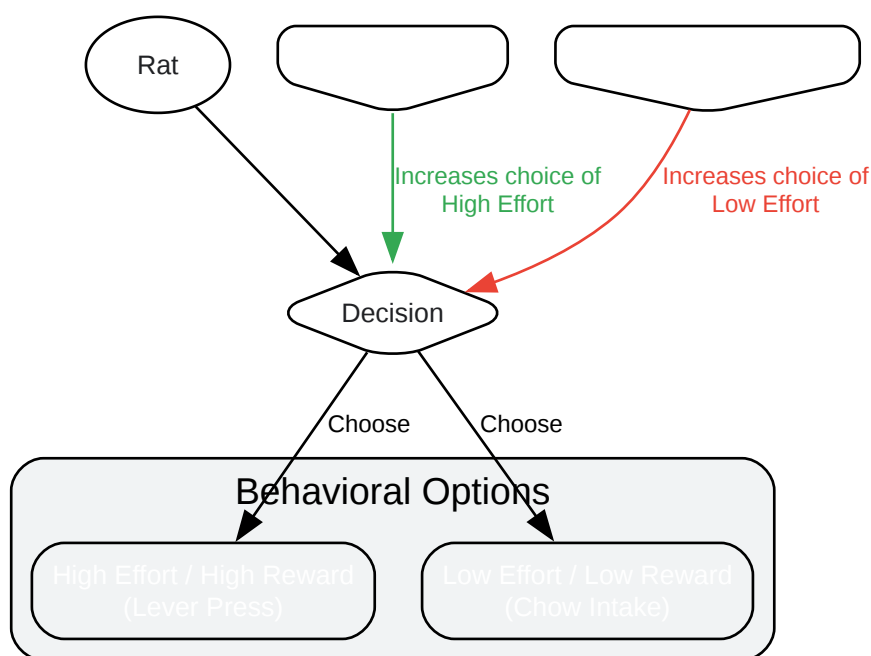 Rat
Increases choice of
High Effort
Increases choice of
Low Effort
Decision
Choose
Choose
Behavioral Options
High Effort / High Reward
(Lever Press)
Low Effort / Low Reward
(Chow Intake)